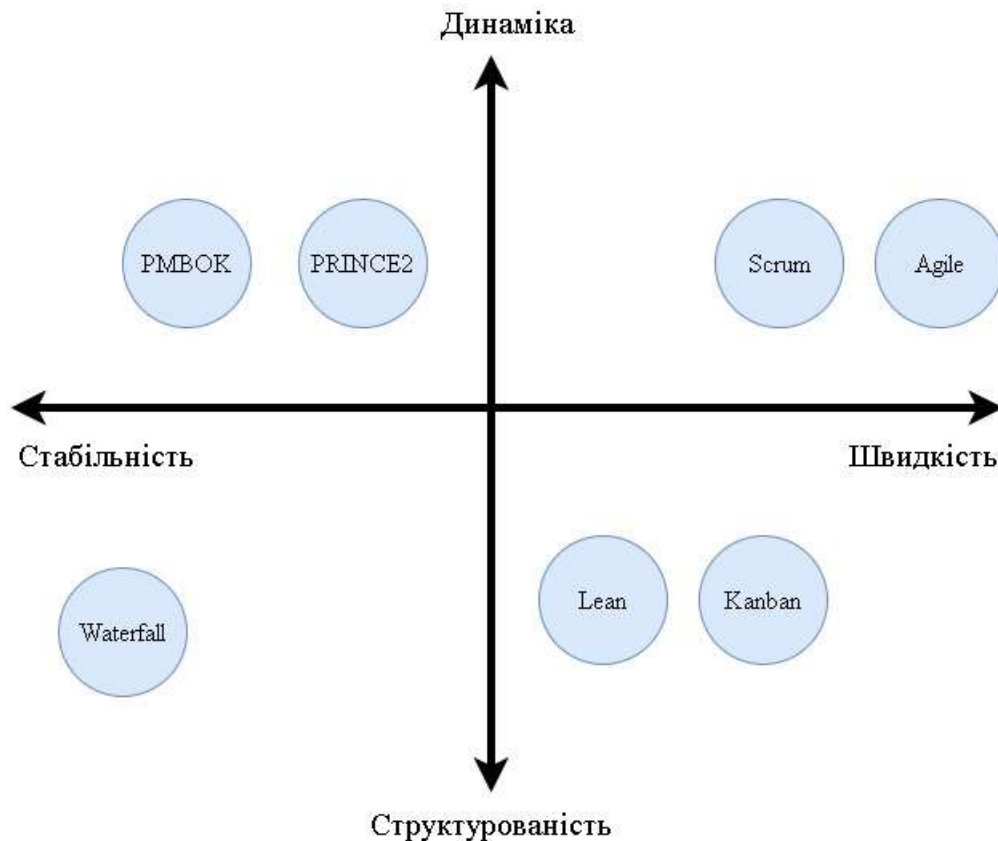 Динаміка
PMBOK
PRINCE2
Scrum
Agile
Стабільність
Швидкість
Lean
Kanban
Waterfall
Структурованість